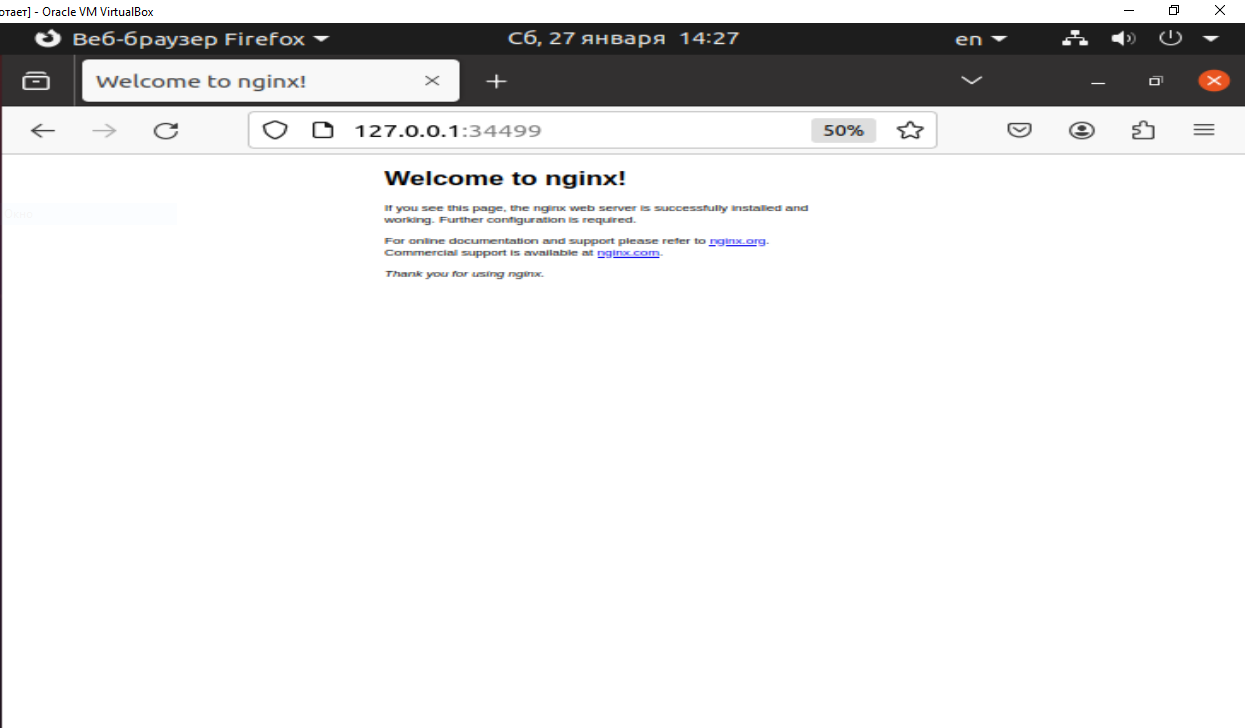 отает] - Oracle VM VirtualBox
Веб-браузер Firefox
Сб, 27 января 14:27
en
Welcome to nginx!
127.0.0.1:34499
50%
Welcome to nginx!
If you see this page, the nginx web server is successfully installed and
working. Further configuration is required.
For online documentation and support please refer to nginx.org.
Commercial support is available at nginx.com.
Thank you for using nginx.